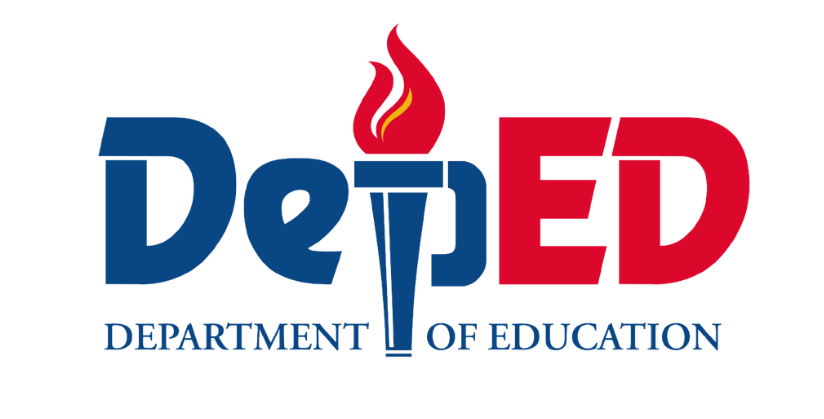 DepED
DEPARTMENT OF EDUCATION